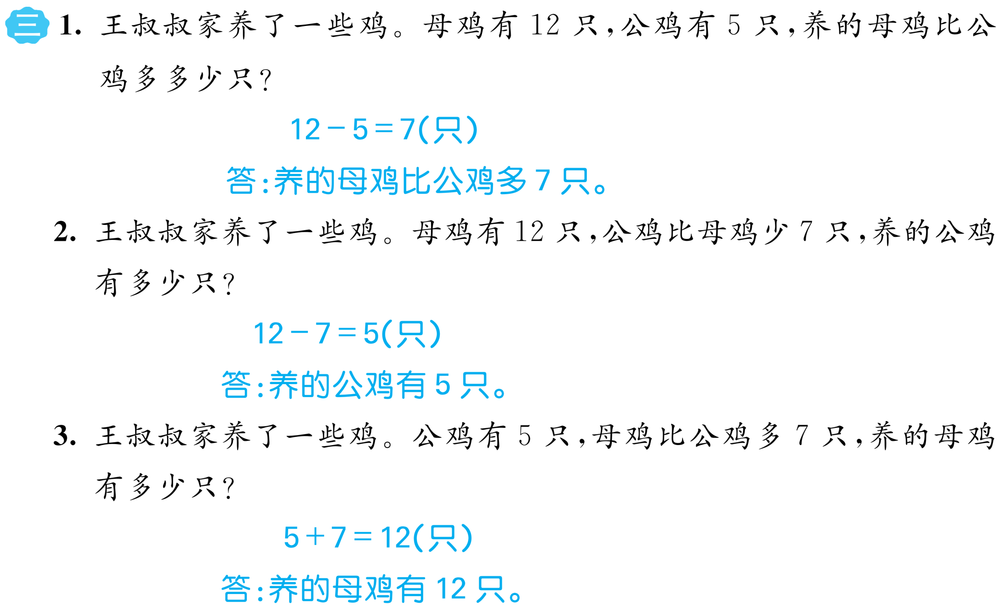 三 1. 王叔叔家养了一些鸡。母鸡有 12 只,公鸡有 5 只,养的母鸡比公
鸡多多少只?
12-5=7(只)
答:养的母鸡比公鸡多 7 只。
2. 王叔叔家养了一些鸡。母鸡有 12 只,公鸡比母鸡少 7 只,养的公鸡
有多少只?
12-7=5(只)
答:养的公鸡有 5 只。
3. 王叔叔家养了一些鸡。公鸡有 5 只,母鸡比公鸡多 7 只,养的母鸡
有多少只?
5+7=12(只)
答:养的母鸡有 12 只。